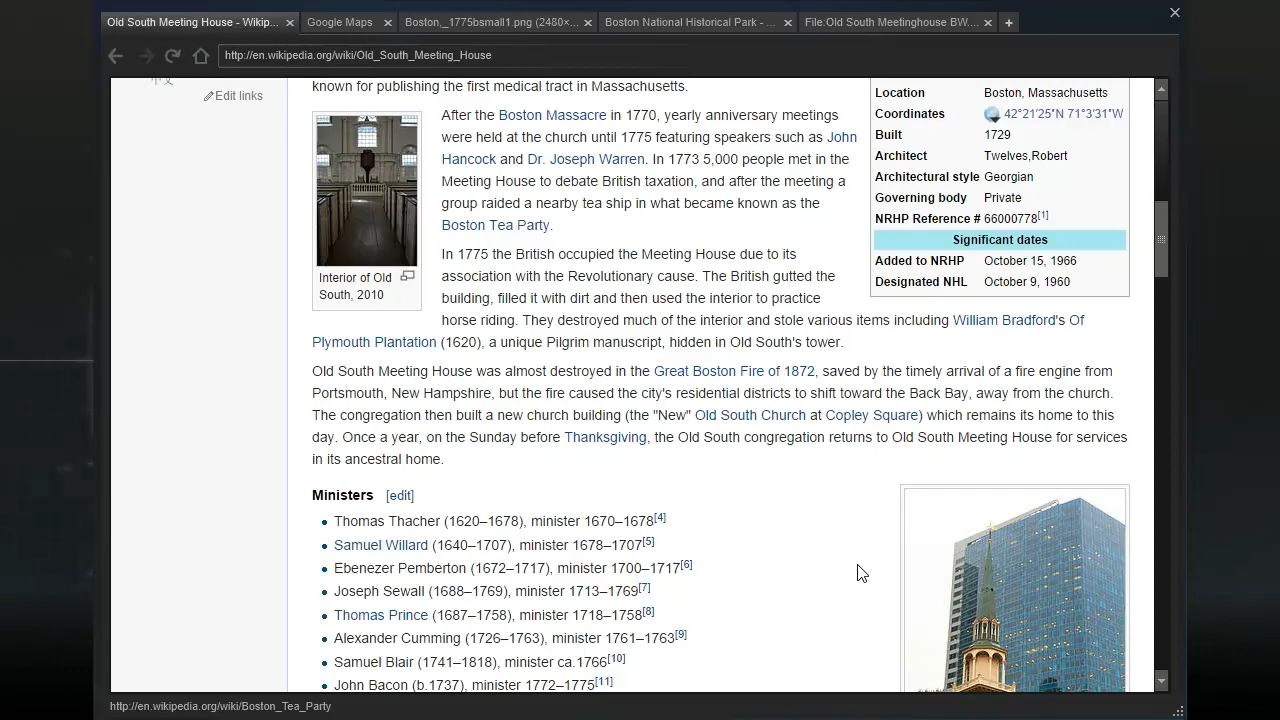 Old South Meeting House - Wikip...
Google Maps
Boston,_1775bsmall1.png (2480×...
Boston National Historical Park - ...
File:Old South Meetinghouse BW....
http://en.wikipedia.org/wiki/Old_South_Meeting_House
Edit links
known for publishing the first medical tract in Massachusetts.
Interior of Old
South, 2010
After the Boston Massacre in 1770, yearly anniversary meetings
were held at the church until 1775 featuring speakers such as John
Hancock and Dr. Joseph Warren. In 1773 5,000 people met in the
Meeting House to debate British taxation, and after the meeting a
group raided a nearby tea ship in what became known as the
Boston Tea Party.
In 1775 the British occupied the Meeting House due to its
association with the Revolutionary cause. The British gutted the
building, filled it with dirt and then used the interior to practice
horse riding. They destroyed much of the interior and stole various items including William Bradford's Of
Plymouth Plantation (1620), a unique Pilgrim manuscript, hidden in Old South's tower.
Old South Meeting House was almost destroyed in the Great Boston Fire of 1872, saved by the timely arrival of a fire engine from
Portsmouth, New Hampshire, but the fire caused the city's residential districts to shift toward the Back Bay, away from the church.
The congregation then built a new church building (the "New" Old South Church at Copley Square) which remains its home to this
day. Once a year, on the Sunday before Thanksgiving, the Old South congregation returns to Old South Meeting House for services
in its ancestral home.
Location Boston, Massachusetts
Coordinates 42°21′25″N 71°3′31″W
Built 1729
Architect Twelves,Robert
Architectural style Georgian
Governing body Private
NRHP Reference # 66000778[1]
Significant dates
Added to NRHP October 15, 1966
Designated NHL October 9, 1960
Ministers [edit]
Thomas Thacher (1620–1678), minister 1670–1678[4]
Samuel Willard (1640–1707), minister 1678–1707[5]
Ebenezer Pemberton (1672–1717), minister 1700–1717[6]
Joseph Sewall (1688–1769), minister 1713–1769[7]
Thomas Prince (1687–1758), minister 1718–1758[8]
Alexander Cumming (1726–1763), minister 1761–1763[9]
Samuel Blair (1741–1818), minister ca.1766[10]
John Bacon (b.1737), minister 1772–1775[11]
http://en.wikipedia.org/wiki/Boston_Tea_Party